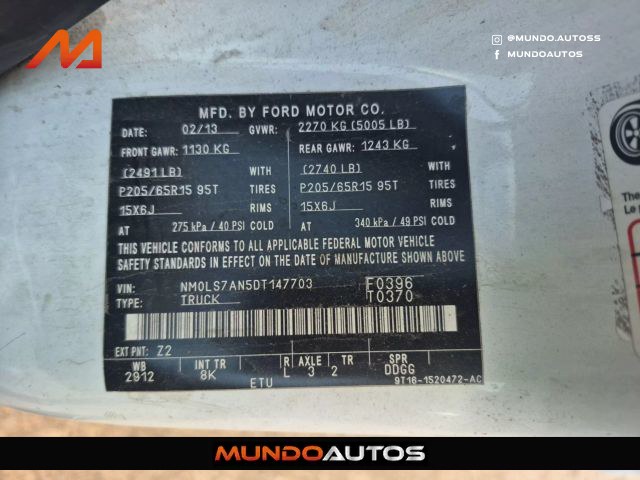 @MUNDO.AUTOSS
MUNDOAUTOS
MFD. BY FORD MOTOR CO.
DATE: 02/13 GVWR: 2270 KG (5005 LB)
FRONT GAWR: 1130 KG REAR GAWR: 1243 KG
(2491 LB) WITH (2740 LB) WITH
P205/65R15 95T TIRES P205/65R15 95T TIRES
15X6J RIMS 15X6J RIMS
AT 275 kPa / 40 PSI COLD AT 340 kPa / 49 PSI COLD
THIS VEHICLE CONFORMS TO ALL APPLICABLE FEDERAL MOTOR VEHICLE
SAFETY STANDARDS IN EFFECT ON DATE OF MANUFACTURE SHOWN ABOVE.
VIN: NM0LS7AN5DT147703 F0396
TYPE: TRUCK T0370
EXT PNT: Z2
WB INT TR R AXLE TR SPR
2912 8K L 3 2 DDGG
ETU 9T16-1520472-AC
The
Le
MUNDOAUTOS